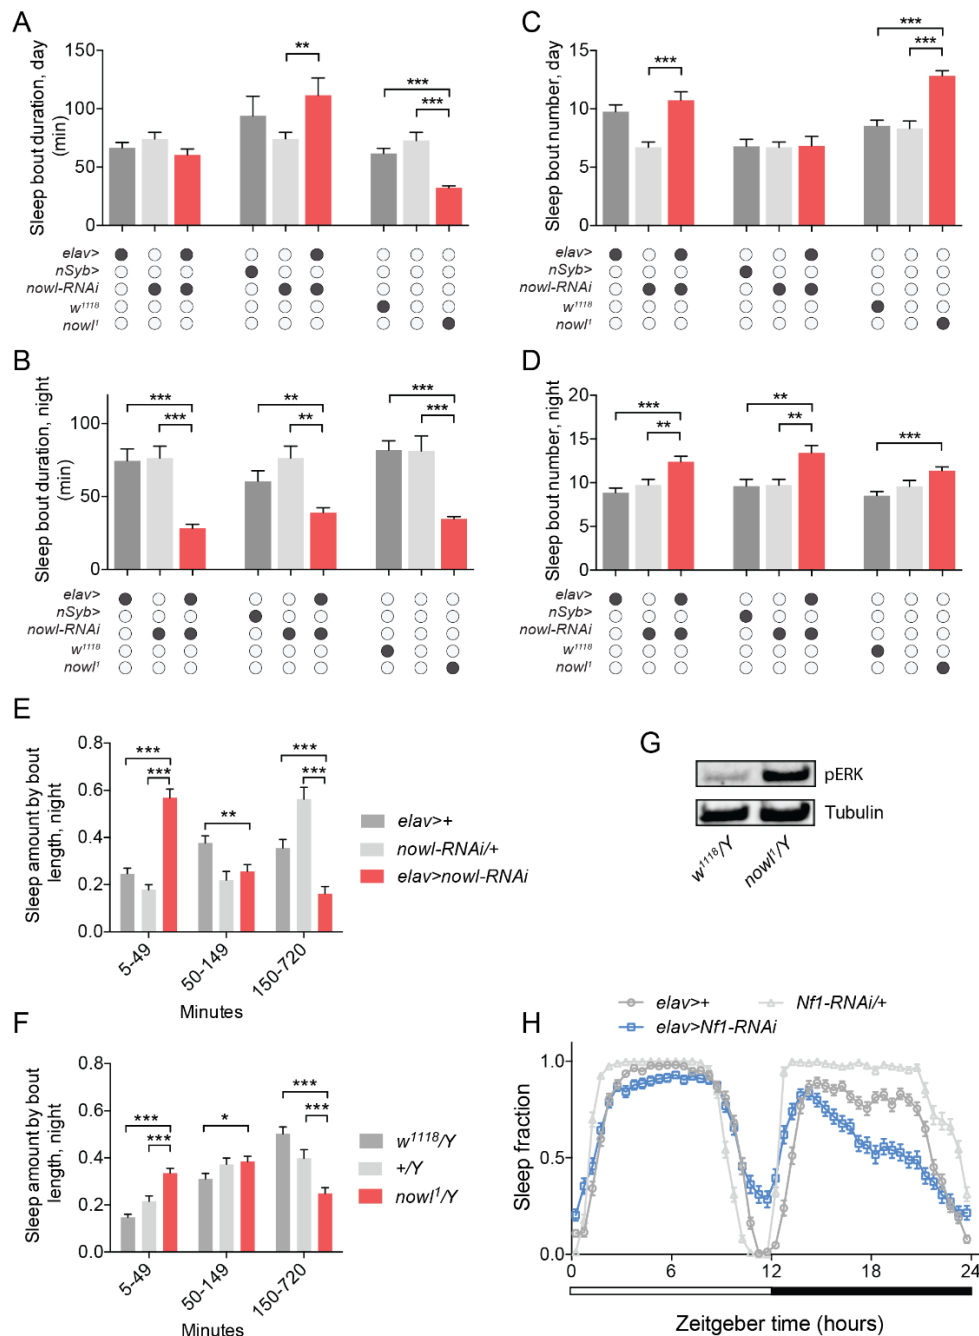 A
Sleep bout duration, day
(min)
150
100
50
0
**
***
***
elav>
nSyb>
nowl-RNAi
w1118
nowl1
C
Sleep bout number, day
15
10
5
0
***
***
***
B
Sleep bout duration, night
(min)
100
50
0
***
***
**
**
***
***
elav>
nSyb>
nowl-RNAi
w1118
nowl1
D
Sleep bout number, night
20
15
10
5
0
***
**
**
**
***
elav>
nSyb>
nowl-RNAi
w1118
nowl1
elav>
nSyb>
nowl-RNAi
w1118
nowl1
E
Sleep amount by bout
length, night
0.8
0.6
0.4
0.2
0.0
***
***
**
***
***
5-49
50-149
150-720
Minutes
elav>+
nowl-RNAi/+
elav>nowl-RNAi
G
pERK
Tubulin
w1118/Y
nowl1/Y
F
Sleep amount by bout
length, night
0.8
0.6
0.4
0.2
0.0
***
***
*
***
***
5-49
50-149
150-720
Minutes
w1118/Y
+/Y
nowl1/Y
H
elav>+
Nf1-RNAi/+
elav>Nf1-RNAi
Sleep fraction
1.0
0.5
0.0
0
6
12
18
24
Zeitgeber time (hours)